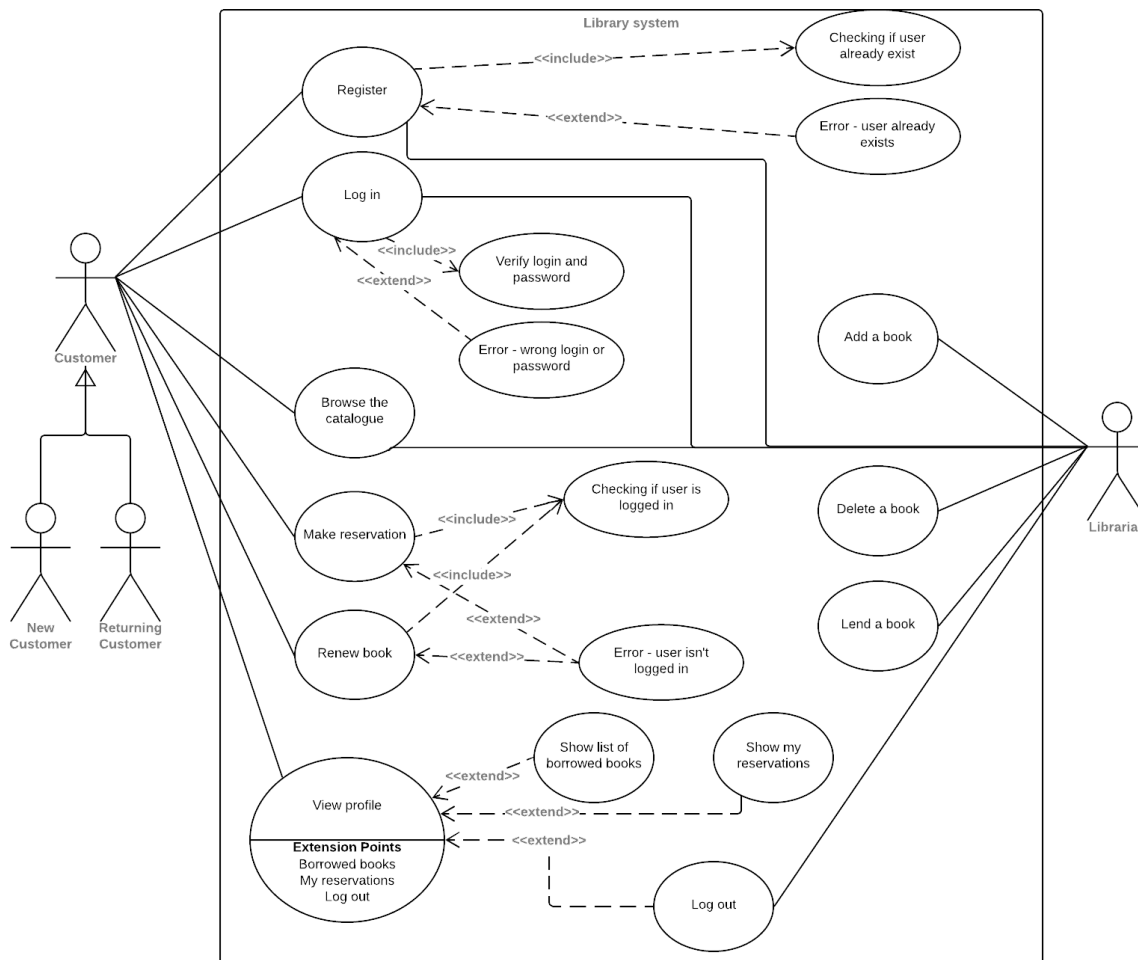 Library system
Checking if user
already exist
<<include>>
Register
<<extend>>
Error - user already
exists
Log in
<<include>>
Verify login and
password
<<extend>>
Error - wrong login or
password
Add a book
Customer
Browse the
catalogue
Checking if user is
logged in
<<include>>
Make reservation
Delete a book
Libraria
<<include>>
<<extend>>
Lend a book
New
Customer
Returning
Customer
Renew book
<<extend>>
Error - user isn't
logged in
Show list of
borrowed books
Show my
reservations
<<extend>>
View profile
<<extend>>
<<extend>>
Extension Points
Borrowed books
My reservations
Log out
Log out